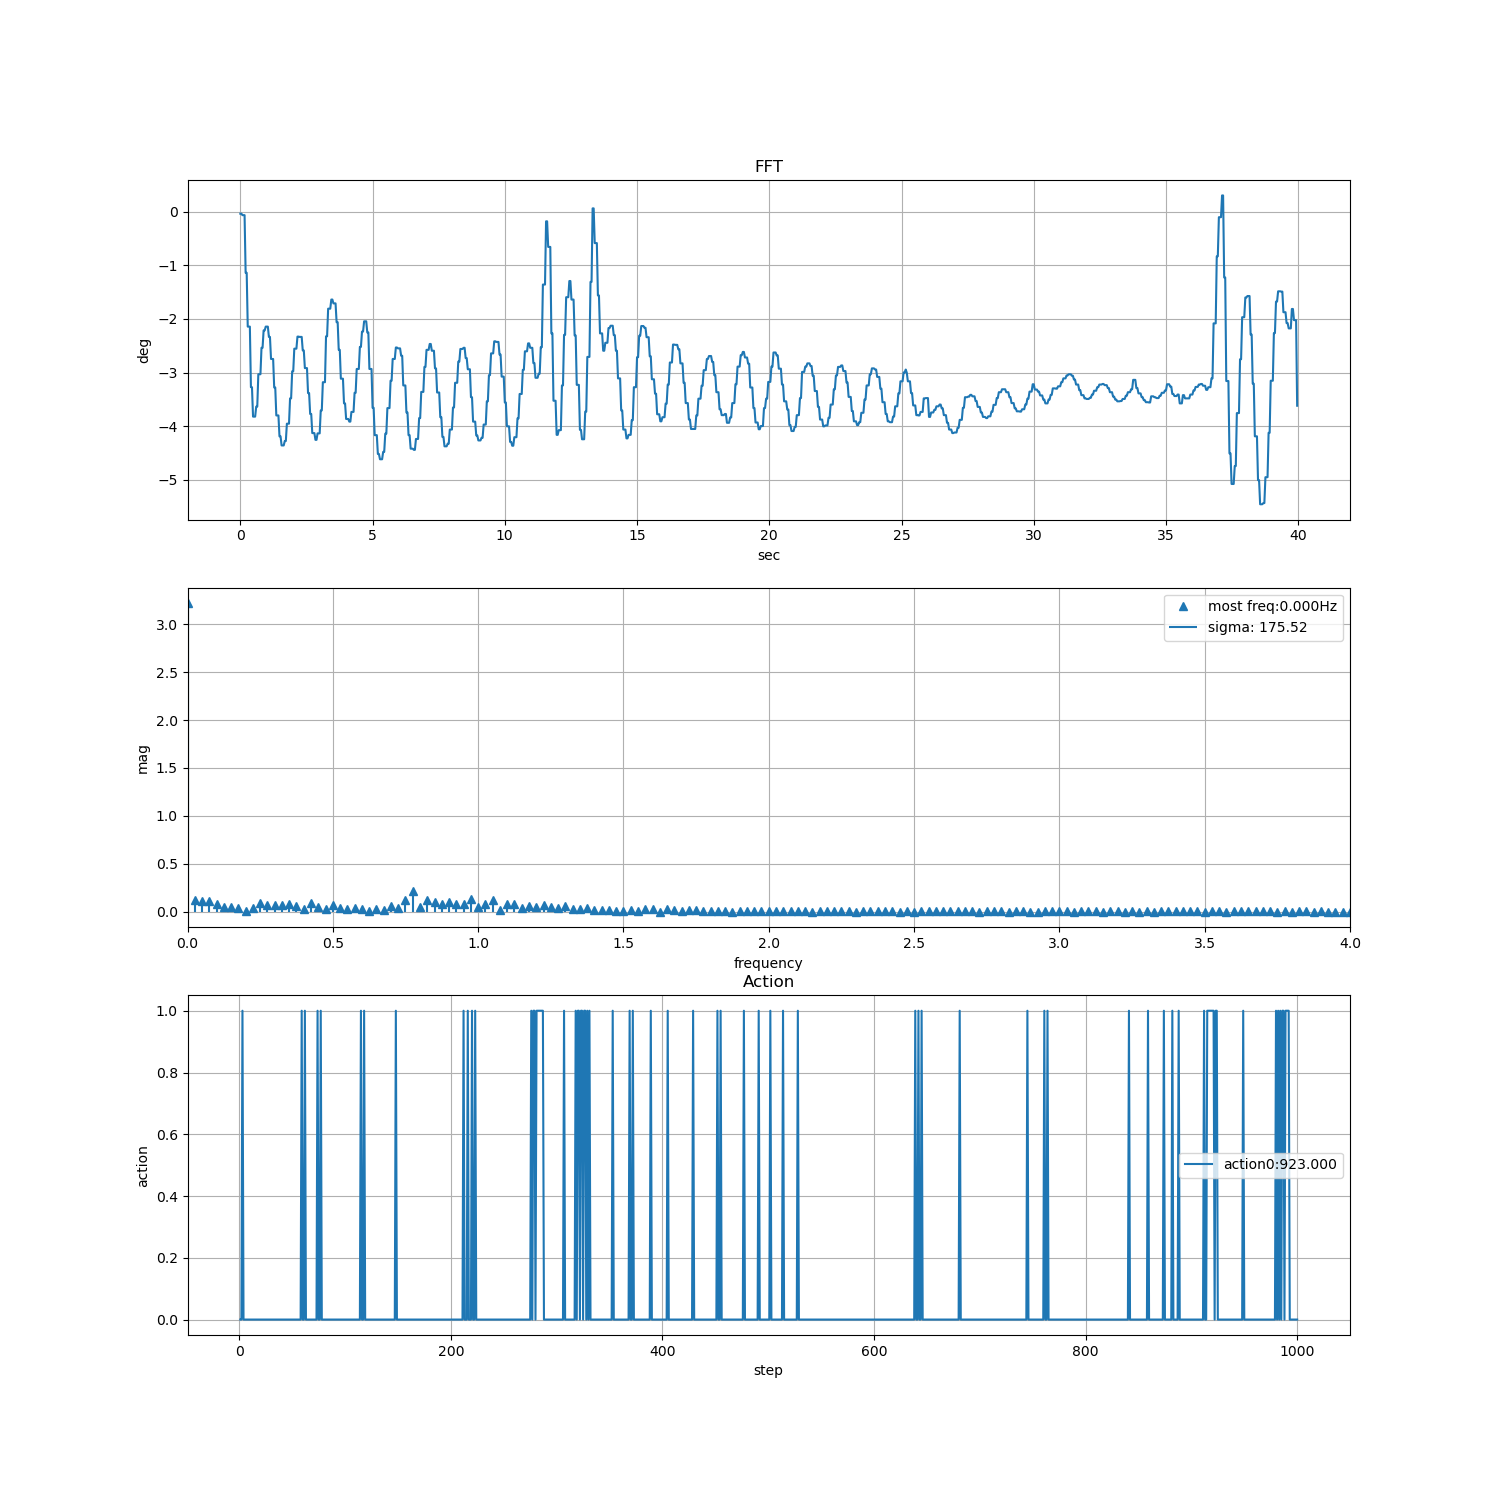 FFT
0
−1
−2
−3
−4
−5
deg
0 5 10 15 20 25 30 35 40
sec
most freq:0.000Hz
sigma: 175.52
3.0
2.5
2.0
1.5
1.0
0.5
0.0
mag
0.0 0.5 1.0 1.5 2.0 2.5 3.0 3.5 4.0
frequency
Action
1.0
0.8
0.6
0.4
0.2
0.0
action
action0:923.000
0 200 400 600 800 1000
step